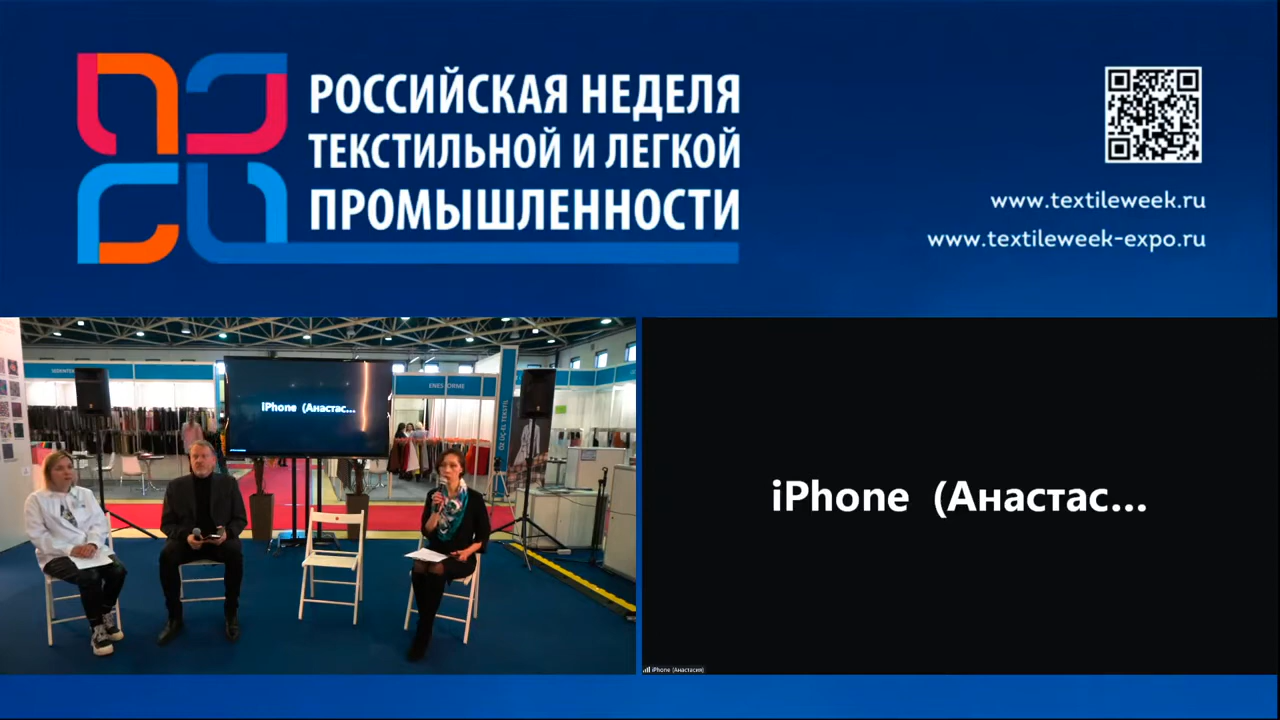 РОССИЙСКАЯ НЕДЕЛЯ
ТЕКСТИЛЬНОЙ И ЛЕГКОЙ
ПРОМЫШЛЕННОСТИ
www.textileweek.ru
www.textileweek-expo.ru
iPhone (Анастас...
iPhone (Анастас...
iPhone (Анастасия)